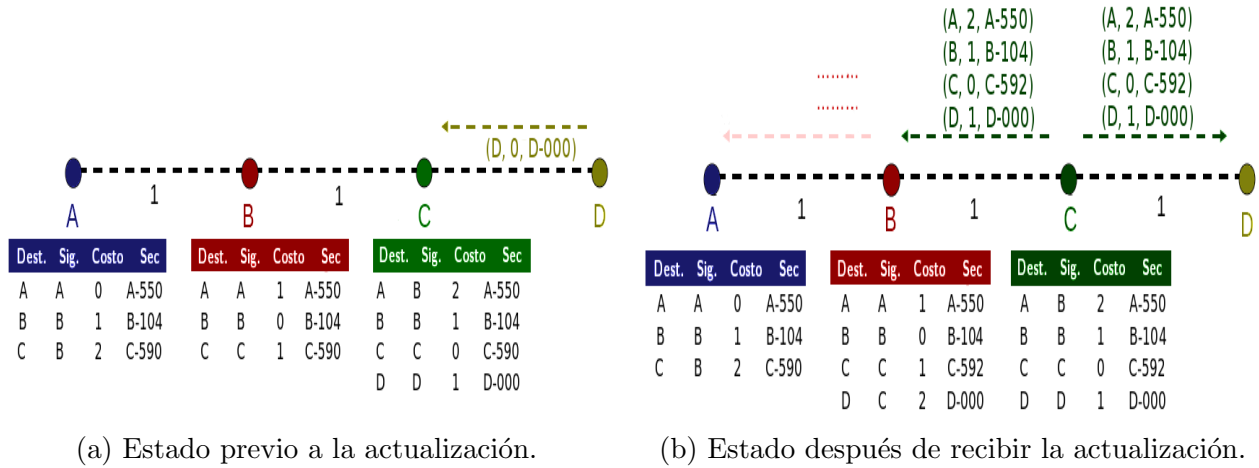 (D, 0, D-000)
1 1
A B C D
Dest. Sig. Costo Sec
A A 0 A-550
B B 1 B-104
C B 2 C-590
Dest. Sig. Costo Sec
A A 1 A-550
B B 0 B-104
C C 1 C-590
Dest. Sig. Costo Sec
A B 2 A-550
B B 1 B-104
C C 0 C-590
D D 1 D-000
(a) Estado previo a la actualización.
.........
.........
(A, 2, A-550)
(B, 1, B-104)
(C, 0, C-592)
(D, 1, D-000)
(A, 2, A-550)
(B, 1, B-104)
(C, 0, C-592)
(D, 1, D-000)
1 1 1
A B C D
Dest. Sig. Costo Sec
A A 0 A-550
B B 1 B-104
C B 2 C-590
Dest. Sig. Costo Sec
A A 1 A-550
B B 0 B-104
C C 1 C-592
D C 2 D-000
Dest. Sig. Costo Sec
A B 2 A-550
B B 1 B-104
C C 0 C-592
D D 1 D-000
(b) Estado después de recibir la actualización.